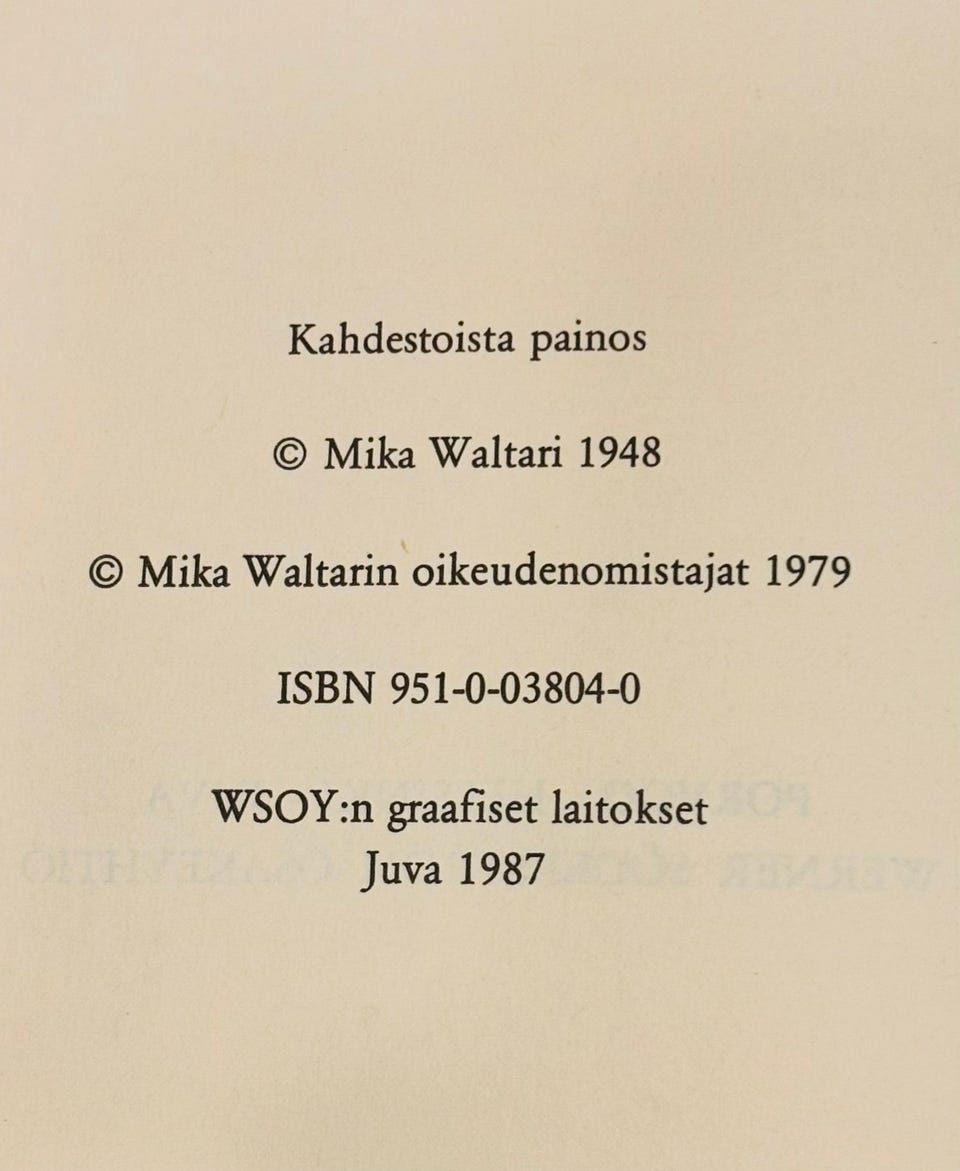 Kahdestoista painos
© Mika Waltari 1948
© Mika Waltarin oikeudenomistajat 1979
ISBN 951-0-03804-0
WSOY:n graafiset laitokset
Juva 1987